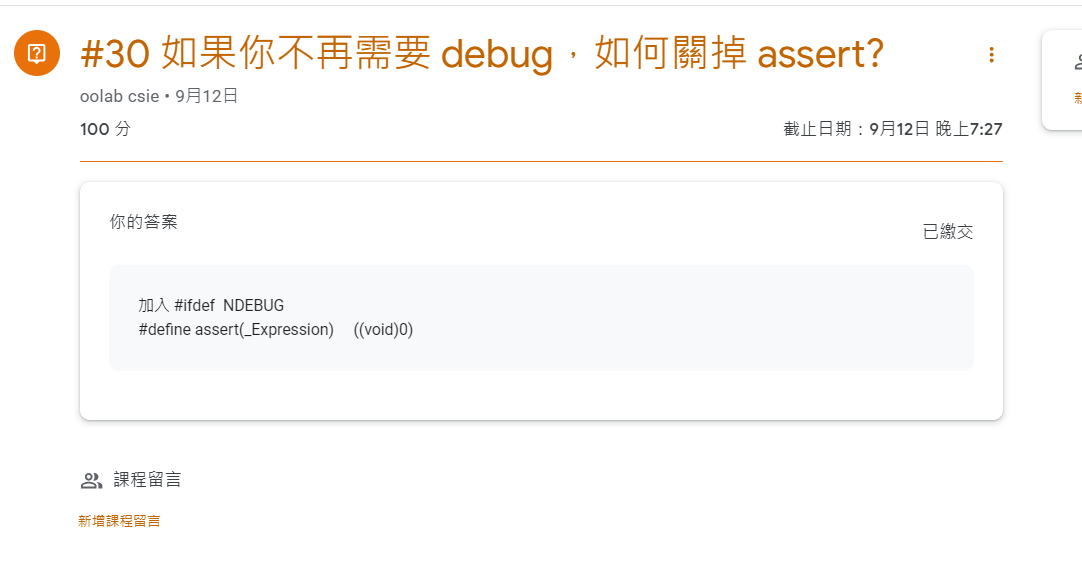 #30 如果你不再需要 debug，如何關掉 assert?
oolab csie • 9月12日
100 分
截止日期：9月12日 晚上7:27
你的答案
已繳交
加入 #ifdef  NDEBUG
#define assert(_Expression)     ((void)0)
課程留言
新增課程留言